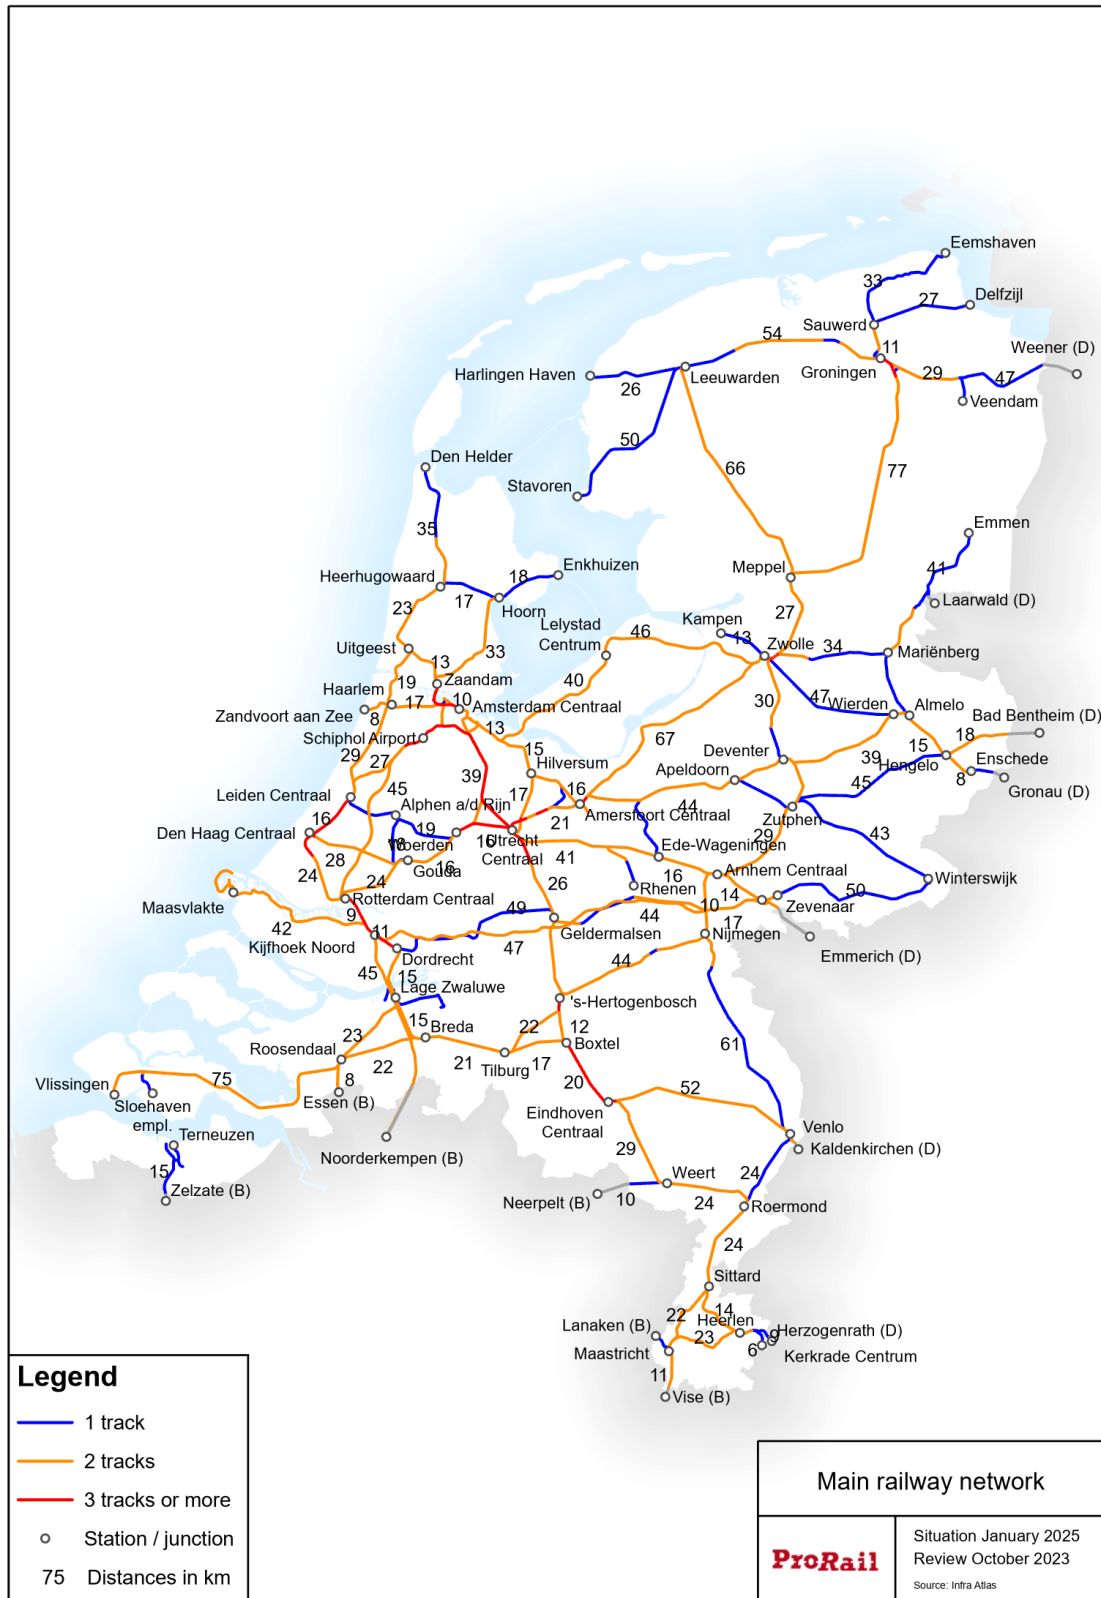 Eemshaven
33
Delfzijl
27
Sauwerd
54
11
Weener (D)
Harlingen Haven
26
Leeuwarden
Groningen
29
47
Veendam
50
Den Helder
66
77
Stavoren
35
Emmen
Enkhuizen
18
Meppel
41
Heerhugowaard
17
Hoorn
Laarwald (D)
23
27
Kampen
Lelystad
Centrum
46
13
Zwolle
34
Uitgeest
33
Mariënberg
13
40
Zaandam
19
Haarlem
17
10
Amsterdam Centraal
30
47
Wierden
Almelo
Zandvoort aan Zee
8
Bad Bentheim (D)
13
67
18
Schiphol Airport
15
15
29
27
39
Hilversum
Deventer
39
Hengelo
Enschede
45
17
Apeldoorn
45
8
Gronau (D)
Leiden Centraal
Alphen a/d Rijn
16
44
16
21
Amersfoort Centraal
Zutphen
Den Haag Centraal
19
18
Woerden
16
Utrecht
Centraal
29
43
28
16
Gouda
41
Ede-Wageningen
24
24
16
Arnhem Centraal
26
Rhenen
14
50
Winterswijk
Maasvlakte
Rotterdam Centraal
49
10
Zevenaar
42
9
44
17
Kijfhoek Noord
11
Geldermalsen
Nijmegen
Dordrecht
47
Emmerich (D)
45
15
44
Lage Zwaluwe
's-Hertogenbosch
15
Breda
22
12
23
Boxtel
61
Roosendaal
21
Tilburg
17
22
75
20
52
Vlissingen
8
Sloehaven
empl.
Essen (B)
Eindhoven
Centraal
Terneuzen
Venlo
29
Noorderkempen (B)
Kaldenkirchen (D)
15
Weert
24
Zelzate (B)
Neerpelt (B)
10
24
Roermond
24
Sittard
22
14
Lanaken (B)
Heerlen
Herzogenrath (D)
23
9
Maastricht
6
Kerkrade Centrum
11
Vise (B)
Legend
1 track
2 tracks
3 tracks or more
Station / junction
75 Distances in km
Main railway network
ProRail
Situation January 2025
Review October 2023
Source: Infra Atlas